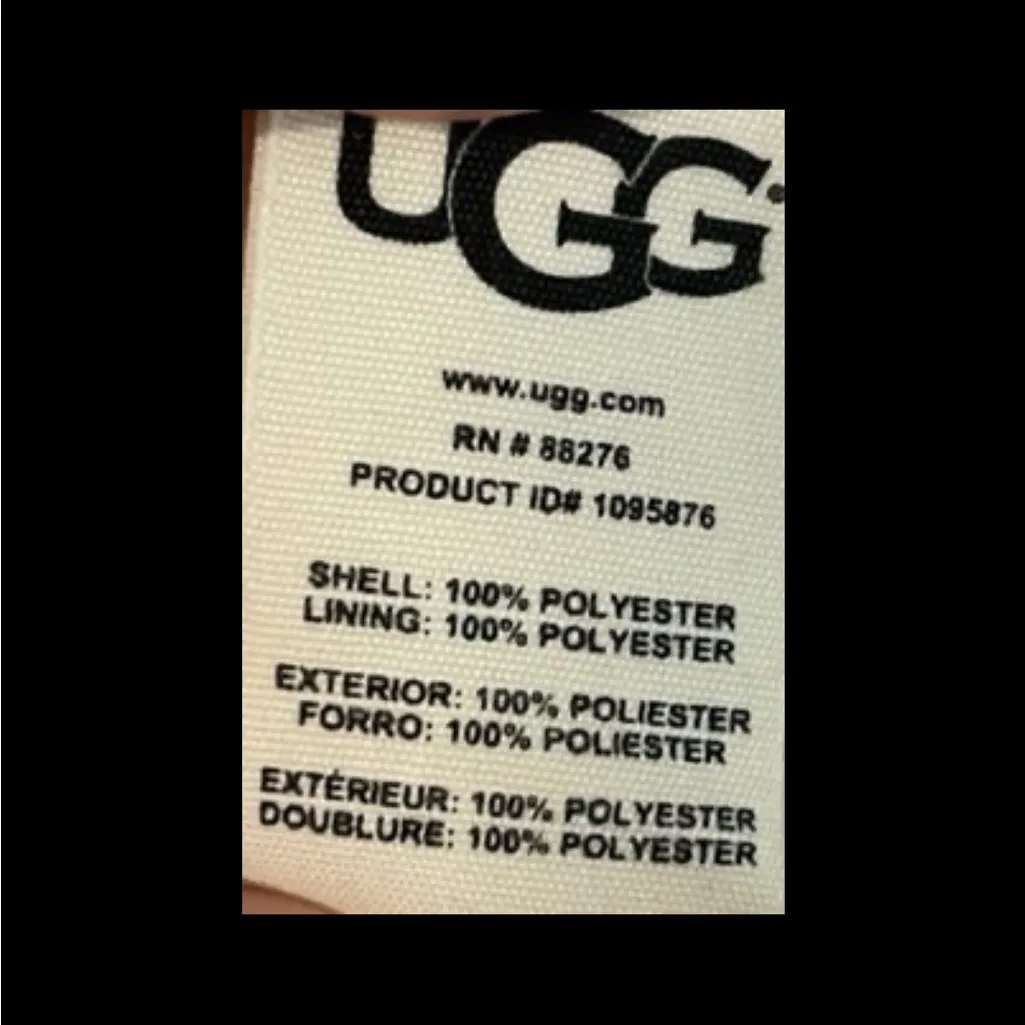 UGG
www.ugg.com
RN # 88276
PRODUCT ID# 1095876
SHELL: 100% POLYESTER
LINING: 100% POLYESTER
EXTERIOR: 100% POLIESTER
FORRO: 100% POLIESTER
EXTÉRIEUR: 100% POLYESTER
DOUBLURE: 100% POLYESTER